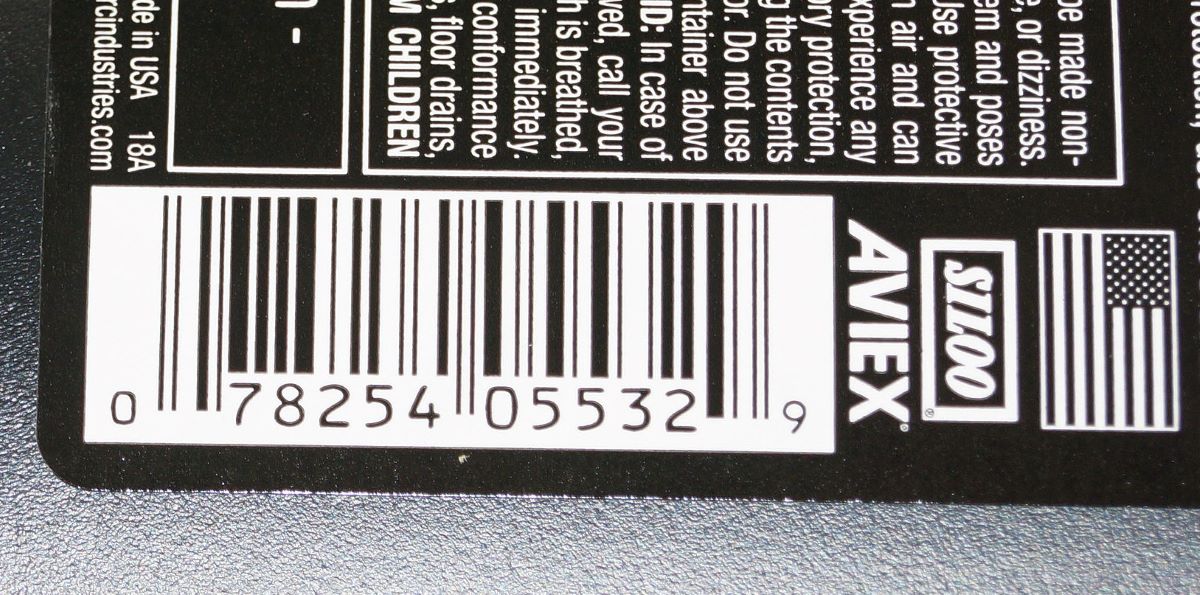 be made non-
, or dizziness.
em and poses
Use protective
n air and can
xperience any
ory protection,
g the contents
or. Do not use
ntainer above
ID: In case of
ved, call your
h is breathed,
immediately.
conformance
s, floor drains,
M CHILDREN
de in USA 18A
rcindustries.com
0 78254 05532 9
AVIEX®
SILOO®